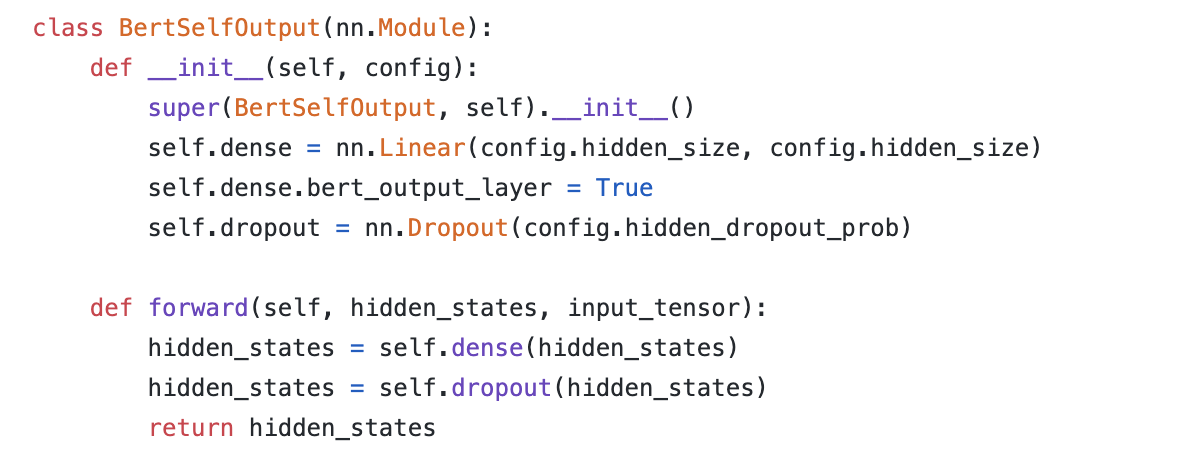 class BertSelfOutput(nn.Module):
    def __init__(self, config):
        super(BertSelfOutput, self).__init__()
        self.dense = nn.Linear(config.hidden_size, config.hidden_size)
        self.dense.bert_output_layer = True
        self.dropout = nn.Dropout(config.hidden_dropout_prob)

    def forward(self, hidden_states, input_tensor):
        hidden_states = self.dense(hidden_states)
        hidden_states = self.dropout(hidden_states)
        return hidden_states